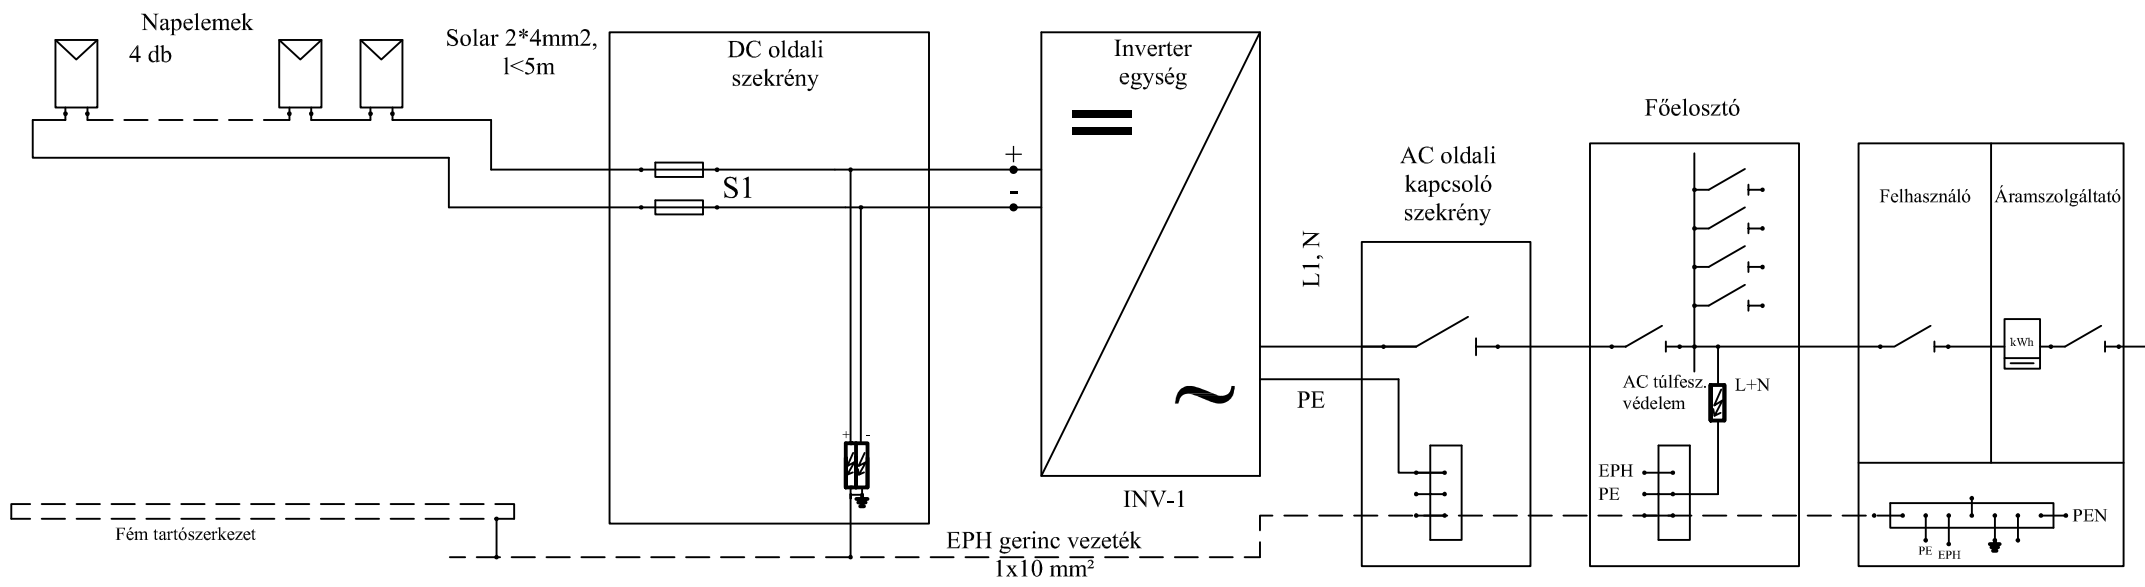 Napelemek
4 db
Solar 2*4mm2,
l<5m
DC oldali
szekrény
S1
+
-
+
-
Inverter
egység
INV-1
L1, N
PE
AC oldali
kapcsoló
szekrény
Főelosztó
AC túlfesz.
védelem
L+N
EPH
PE
Felhasználó
Áramszolgáltató
kWh
PEN
PE
EPH
Fém tartószerkezet
EPH gerinc vezeték
1x10 mm²